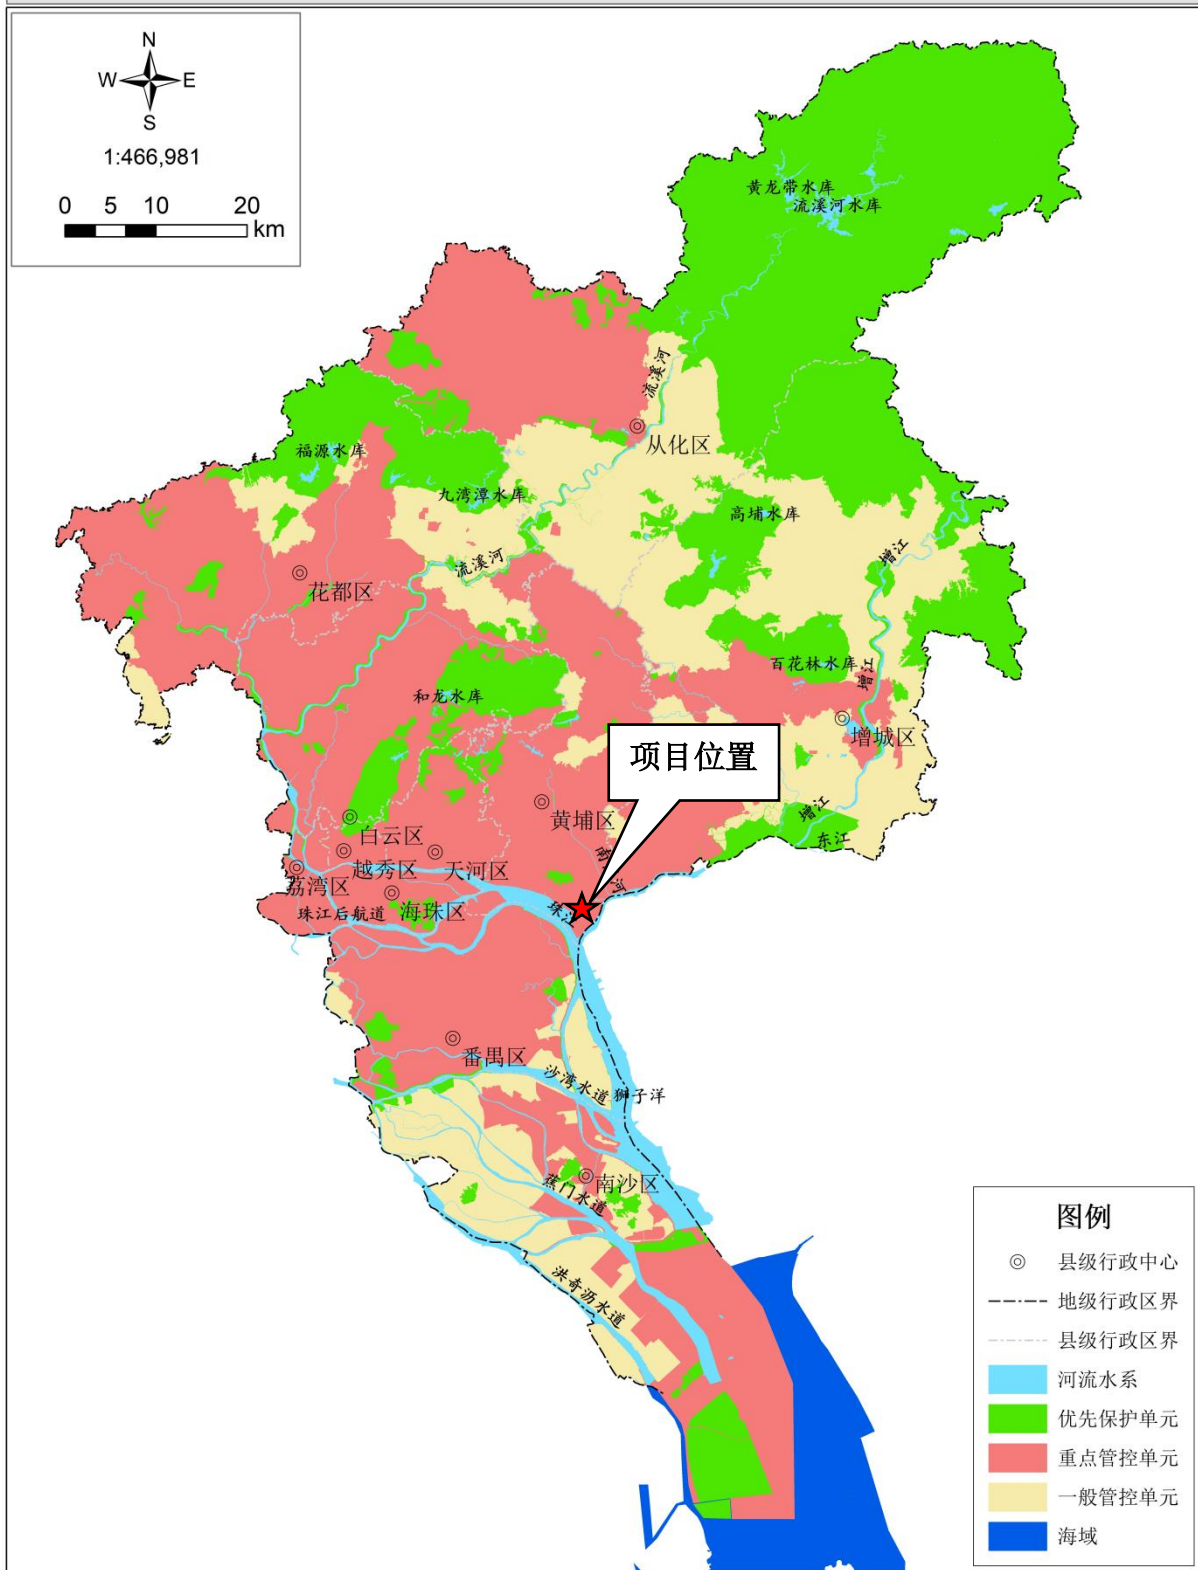 N
W E
S
1:466,981
0 5 10 20
km
黄龙带水库
流溪河水库
流溪河
从化区
福源水库
九湾潭水库
高埔水库
流溪河
增江
花都区
百花林水库
增江
和龙水库
增城区
项目位置
黄埔区
增江
东江
白云区
越秀区
天河区
荔湾区
海珠区
珠江后航道
番禺区
沙湾水道
狮子洋
南沙区
蕉门水道
洪奇沥水道
图例
县级行政中心
地级行政区界
县级行政区界
河流水系
优先保护单元
重点管控单元
一般管控单元
海域